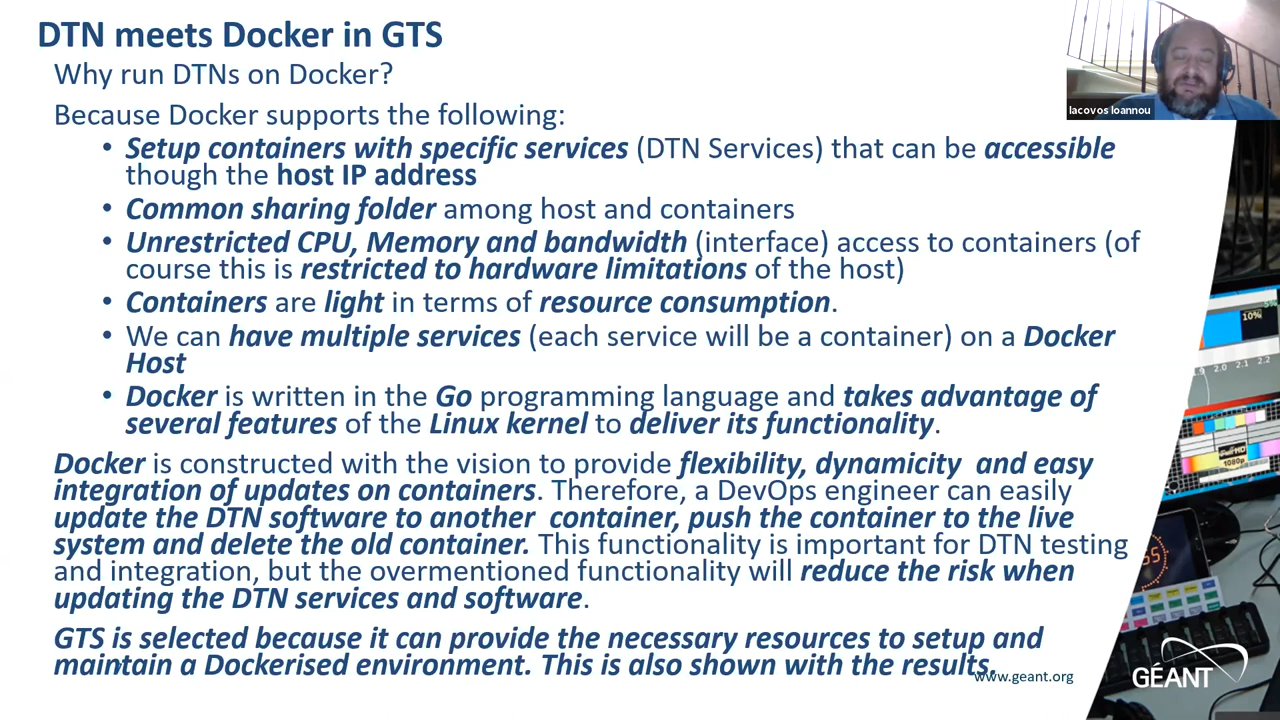 DTN meets Docker in GTS
Why run DTNs on Docker?
Because Docker supports the following:
• Setup containers with specific services (DTN Services) that can be accessible
though the host IP address
• Common sharing folder among host and containers
• Unrestricted CPU, Memory and bandwidth (interface) access to containers (of
course this is restricted to hardware limitations of the host)
• Containers are light in terms of resource consumption.
• We can have multiple services (each service will be a container) on a Docker
Host
• Docker is written in the Go programming language and takes advantage of
several features of the Linux kernel to deliver its functionality.
Docker is constructed with the vision to provide flexibility, dynamicity  and easy
integration of updates on containers. Therefore, a DevOps engineer can easily
update the DTN software to another  container, push the container to the live
system and delete the old container. This functionality is important for DTN testing
and integration, but the overmentioned functionality will reduce the risk when
updating the DTN services and software.
GTS is selected because it can provide the necessary resources to setup and
maintain a Dockerised environment. This is also shown with the results.
www.geant.org
GÉANT
Iacovos Ioannou
10%
2.0 2.1 2.2
1080p